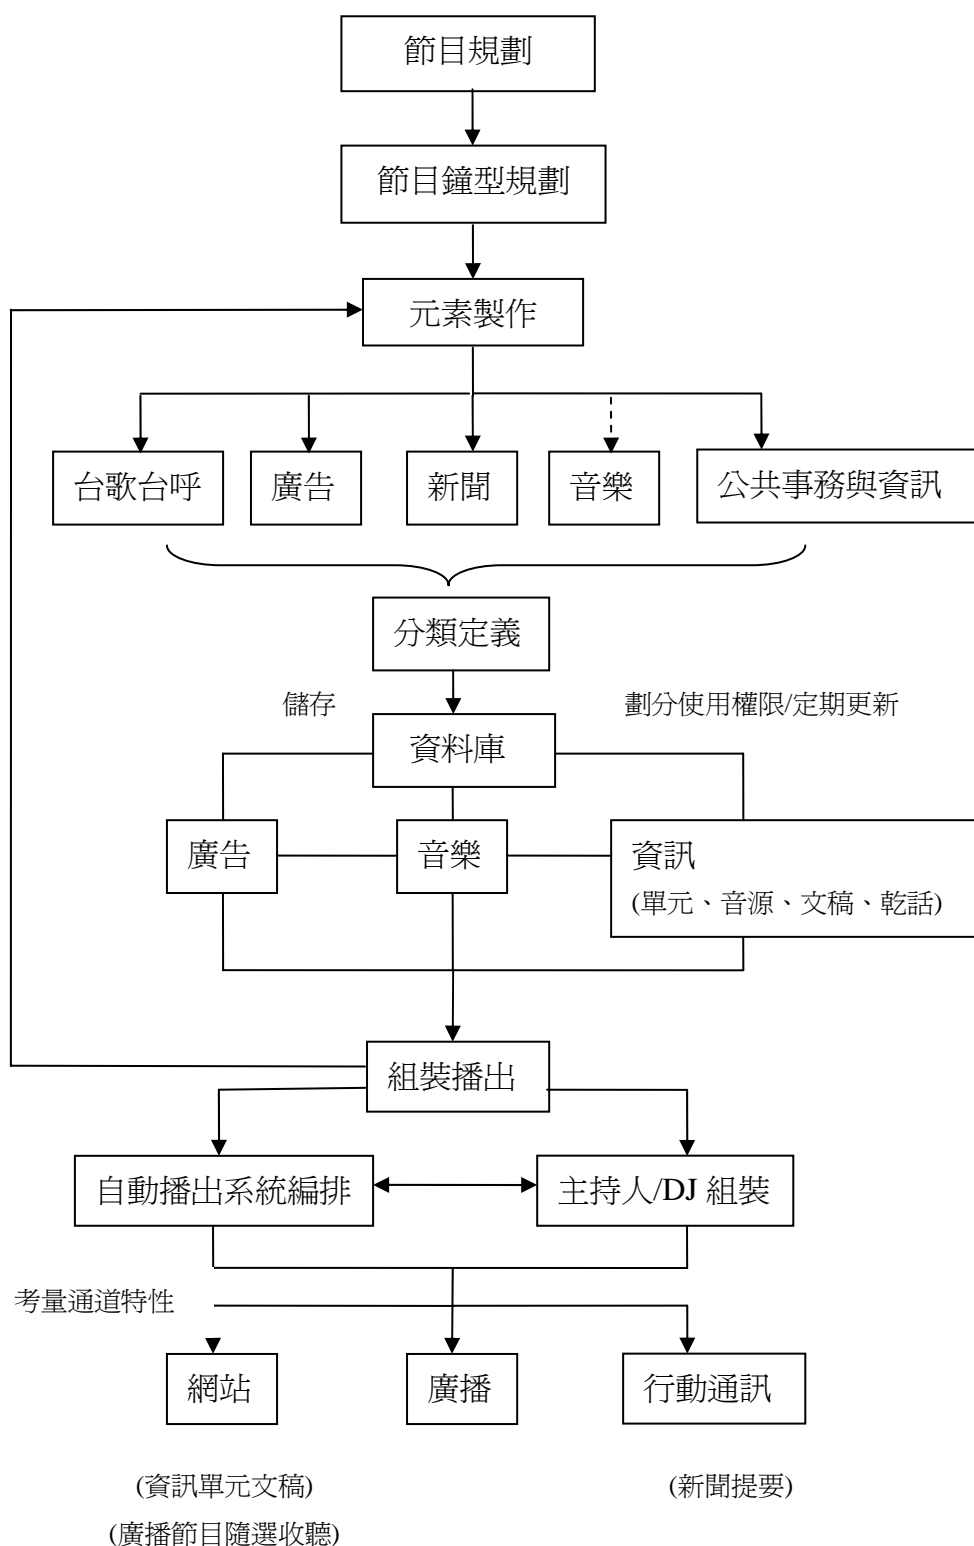 節目規劃
節目鐘型規劃
元素製作
台歌台呼
廣告
新聞
音樂
公共事務與資訊
分類定義
儲存
劃分使用權限/定期更新
資料庫
廣告
音樂
資訊
(單元、音源、文稿、乾話)
組裝播出
自動播出系統編排
主持人/DJ 組裝
考量通道特性
網站
廣播
行動通訊
(資訊單元文稿)
(新聞提要)
(廣播節目隨選收聽)